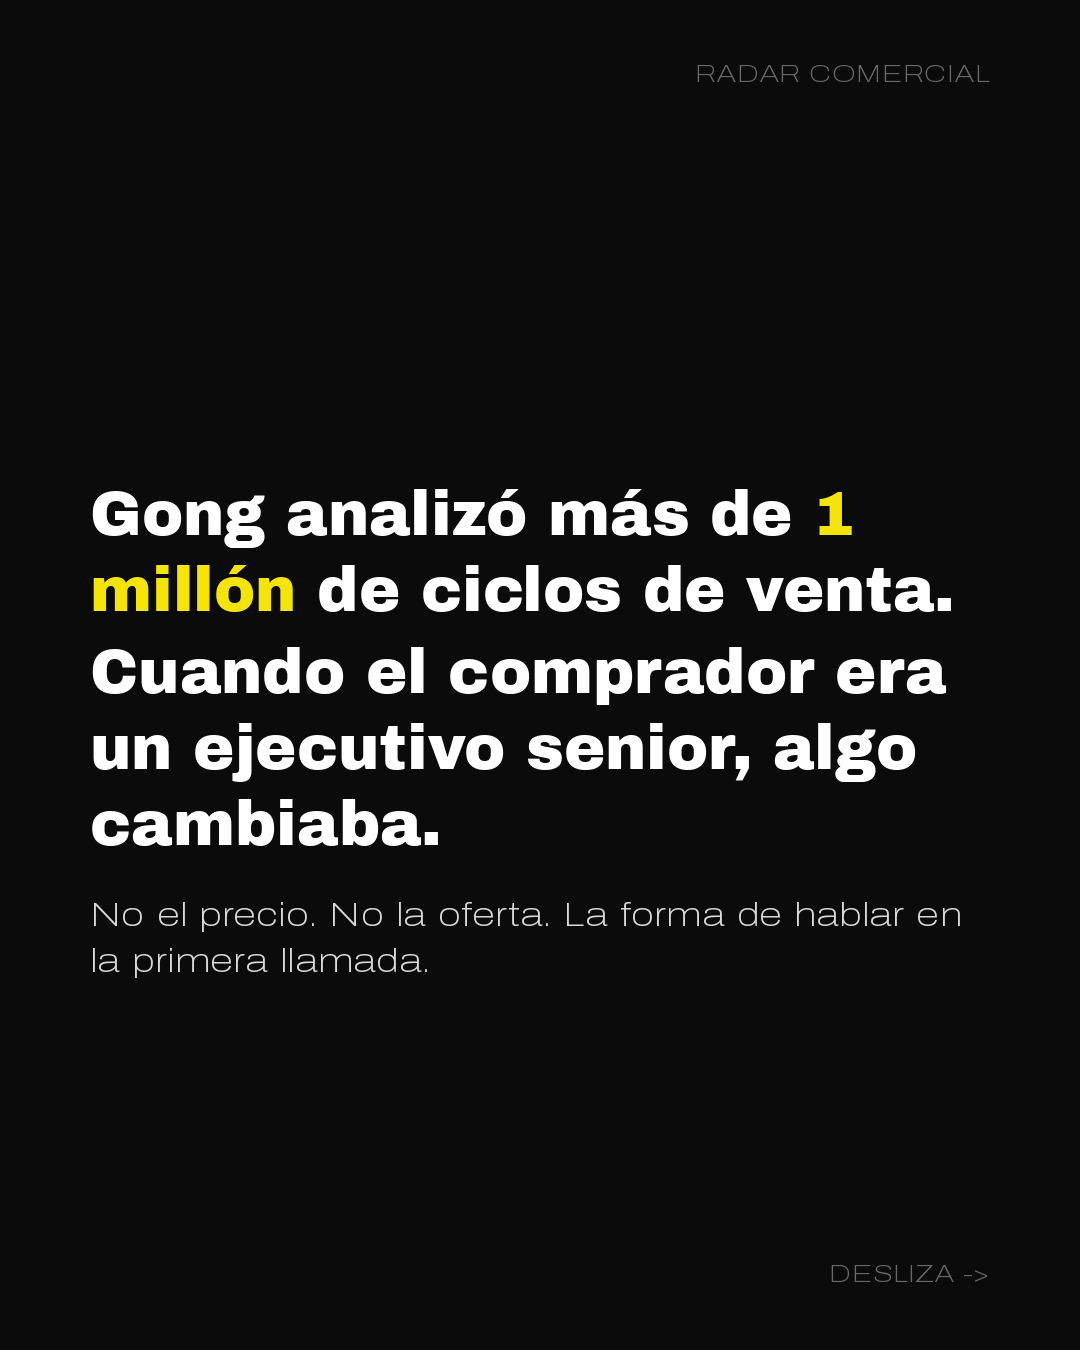 RADAR COMERCIAL
Gong analizó más de 1
millón de ciclos de venta.
Cuando el comprador era
un ejecutivo senior, algo
cambiaba.
No el precio. No la oferta. La forma de hablar en
la primera llamada.
DESLIZA ->